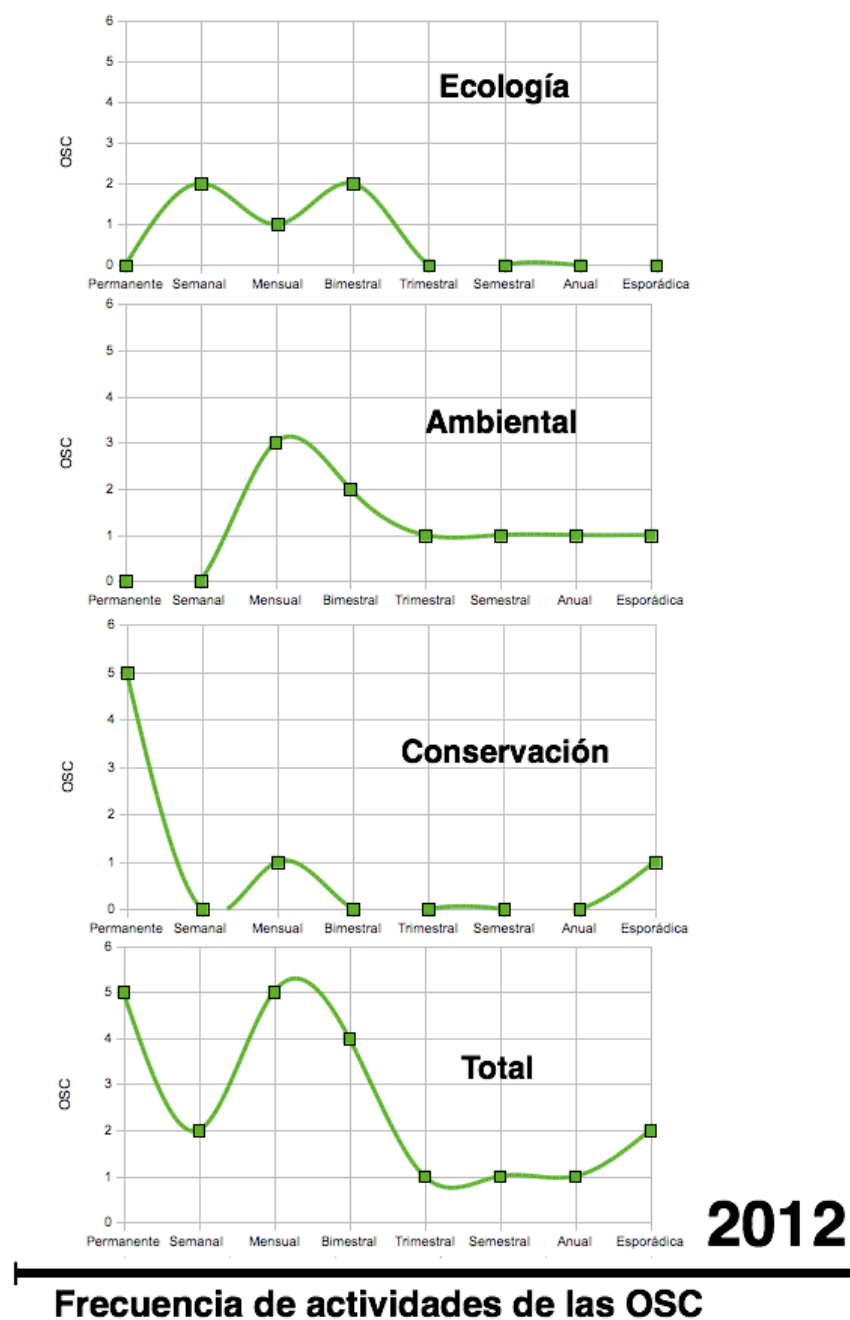 6
5
Ecología
4
3
OSC
2
1
0
Permanente Semanal Mensual Bimestral Trimestral Semestral Anual Esporádica
6
5
4
Ambiental
3
OSC
2
1
0
Permanente Semanal Mensual Bimestral Trimestral Semestral Anual Esporádica
6
5
4
Conservación
3
OSC
2
1
0
Permanente Semanal Mensual Bimestral Trimestral Semestral Anual Esporádica
6
5
4
Total
3
OSC
2
1
0
Permanente Semanal Mensual Bimestral Trimestral Semestral Anual Esporádica
2012
Frecuencia de actividades de las OSC